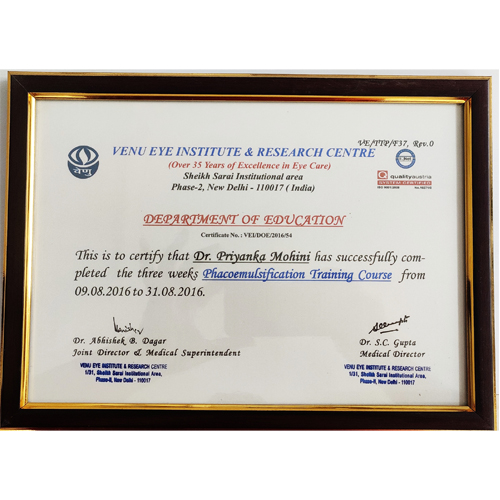 VE/TTP/F37, Rev.0
VENU EYE INSTITUTE & RESEARCH CENTRE
(Over 35 Years of Excellence in Eye Care)
Sheikh Sarai Institutional area
Phase-2, New Delhi - 110017 ( India)
वेणु
qualityaustria
SYSTEM CERTIFIED
DEPARTMENT OF EDUCATION
Certificate No. : VEI/DOE/2016/54
This is to certify that Dr. Priyanka Mohini has successfully com-
pleted the three weeks Phacoemulsification Training Course from
09.08.2016 to 31.08.2016.
Dr. Abhishek B. Dagar
Joint Director & Medical Superintendent
VENU EYE INSTITUTE & RESEARCH CENTRE
1/31, Sheikh Sarai Institutional Area,
Phase-II, New Delhi - 110017
Dr. S.C. Gupta
Medical Director
VENU EYE INSTITUTE & RESEARCH CENTRE
1/31, Sheikh Sarai Institutional Area,
Phase-II, New Delhi - 110017